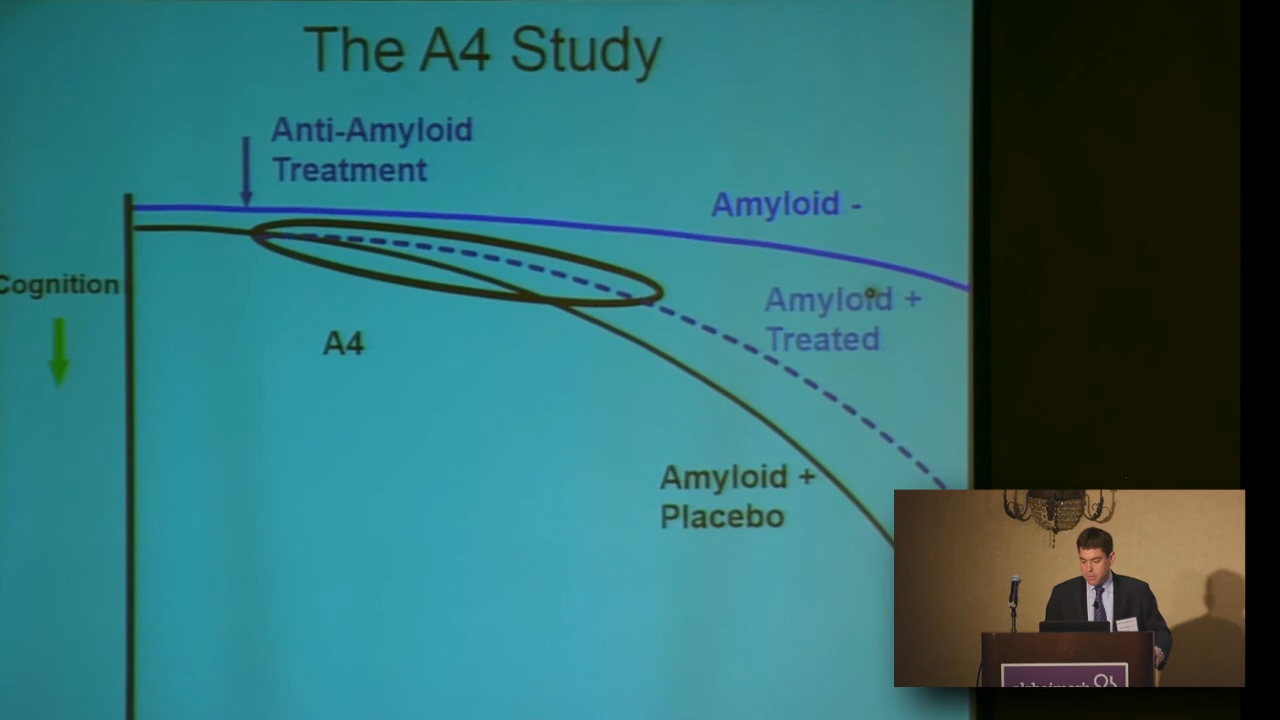 The A4 Study
Anti-Amyloid
Treatment
Amyloid -
Cognition
Amyloid +
Treated
A4
Amyloid +
Placebo